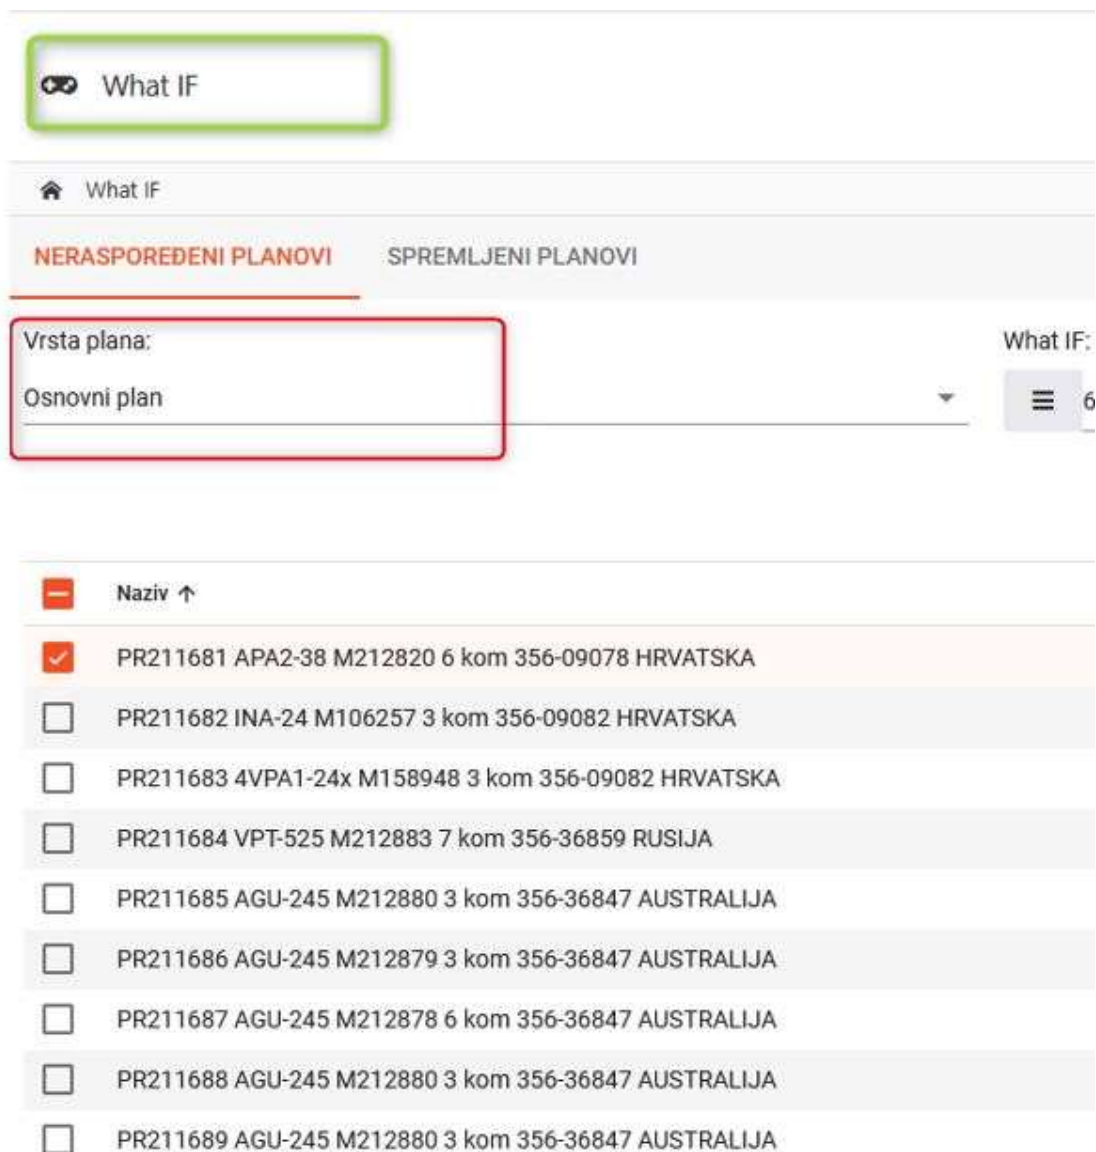 What IF
What IF
NERASPOREĐENI PLANOVI SPREMLJENI PLANOVI
Vrsta plana: What IF:
Osnovni plan 6
Naziv ↑
PR211681 APA2-38 M212820 6 kom 356-09078 HRVATSKA
PR211682 INA-24 M106257 3 kom 356-09082 HRVATSKA
PR211683 4VPA1-24x M158948 3 kom 356-09082 HRVATSKA
PR211684 VPT-525 M212883 7 kom 356-36859 RUSIJA
PR211685 AGU-245 M212880 3 kom 356-36847 AUSTRALIJA
PR211686 AGU-245 M212879 3 kom 356-36847 AUSTRALIJA
PR211687 AGU-245 M212878 6 kom 356-36847 AUSTRALIJA
PR211688 AGU-245 M212880 3 kom 356-36847 AUSTRALIJA
PR211689 AGU-245 M212880 3 kom 356-36847 AUSTRALIJA